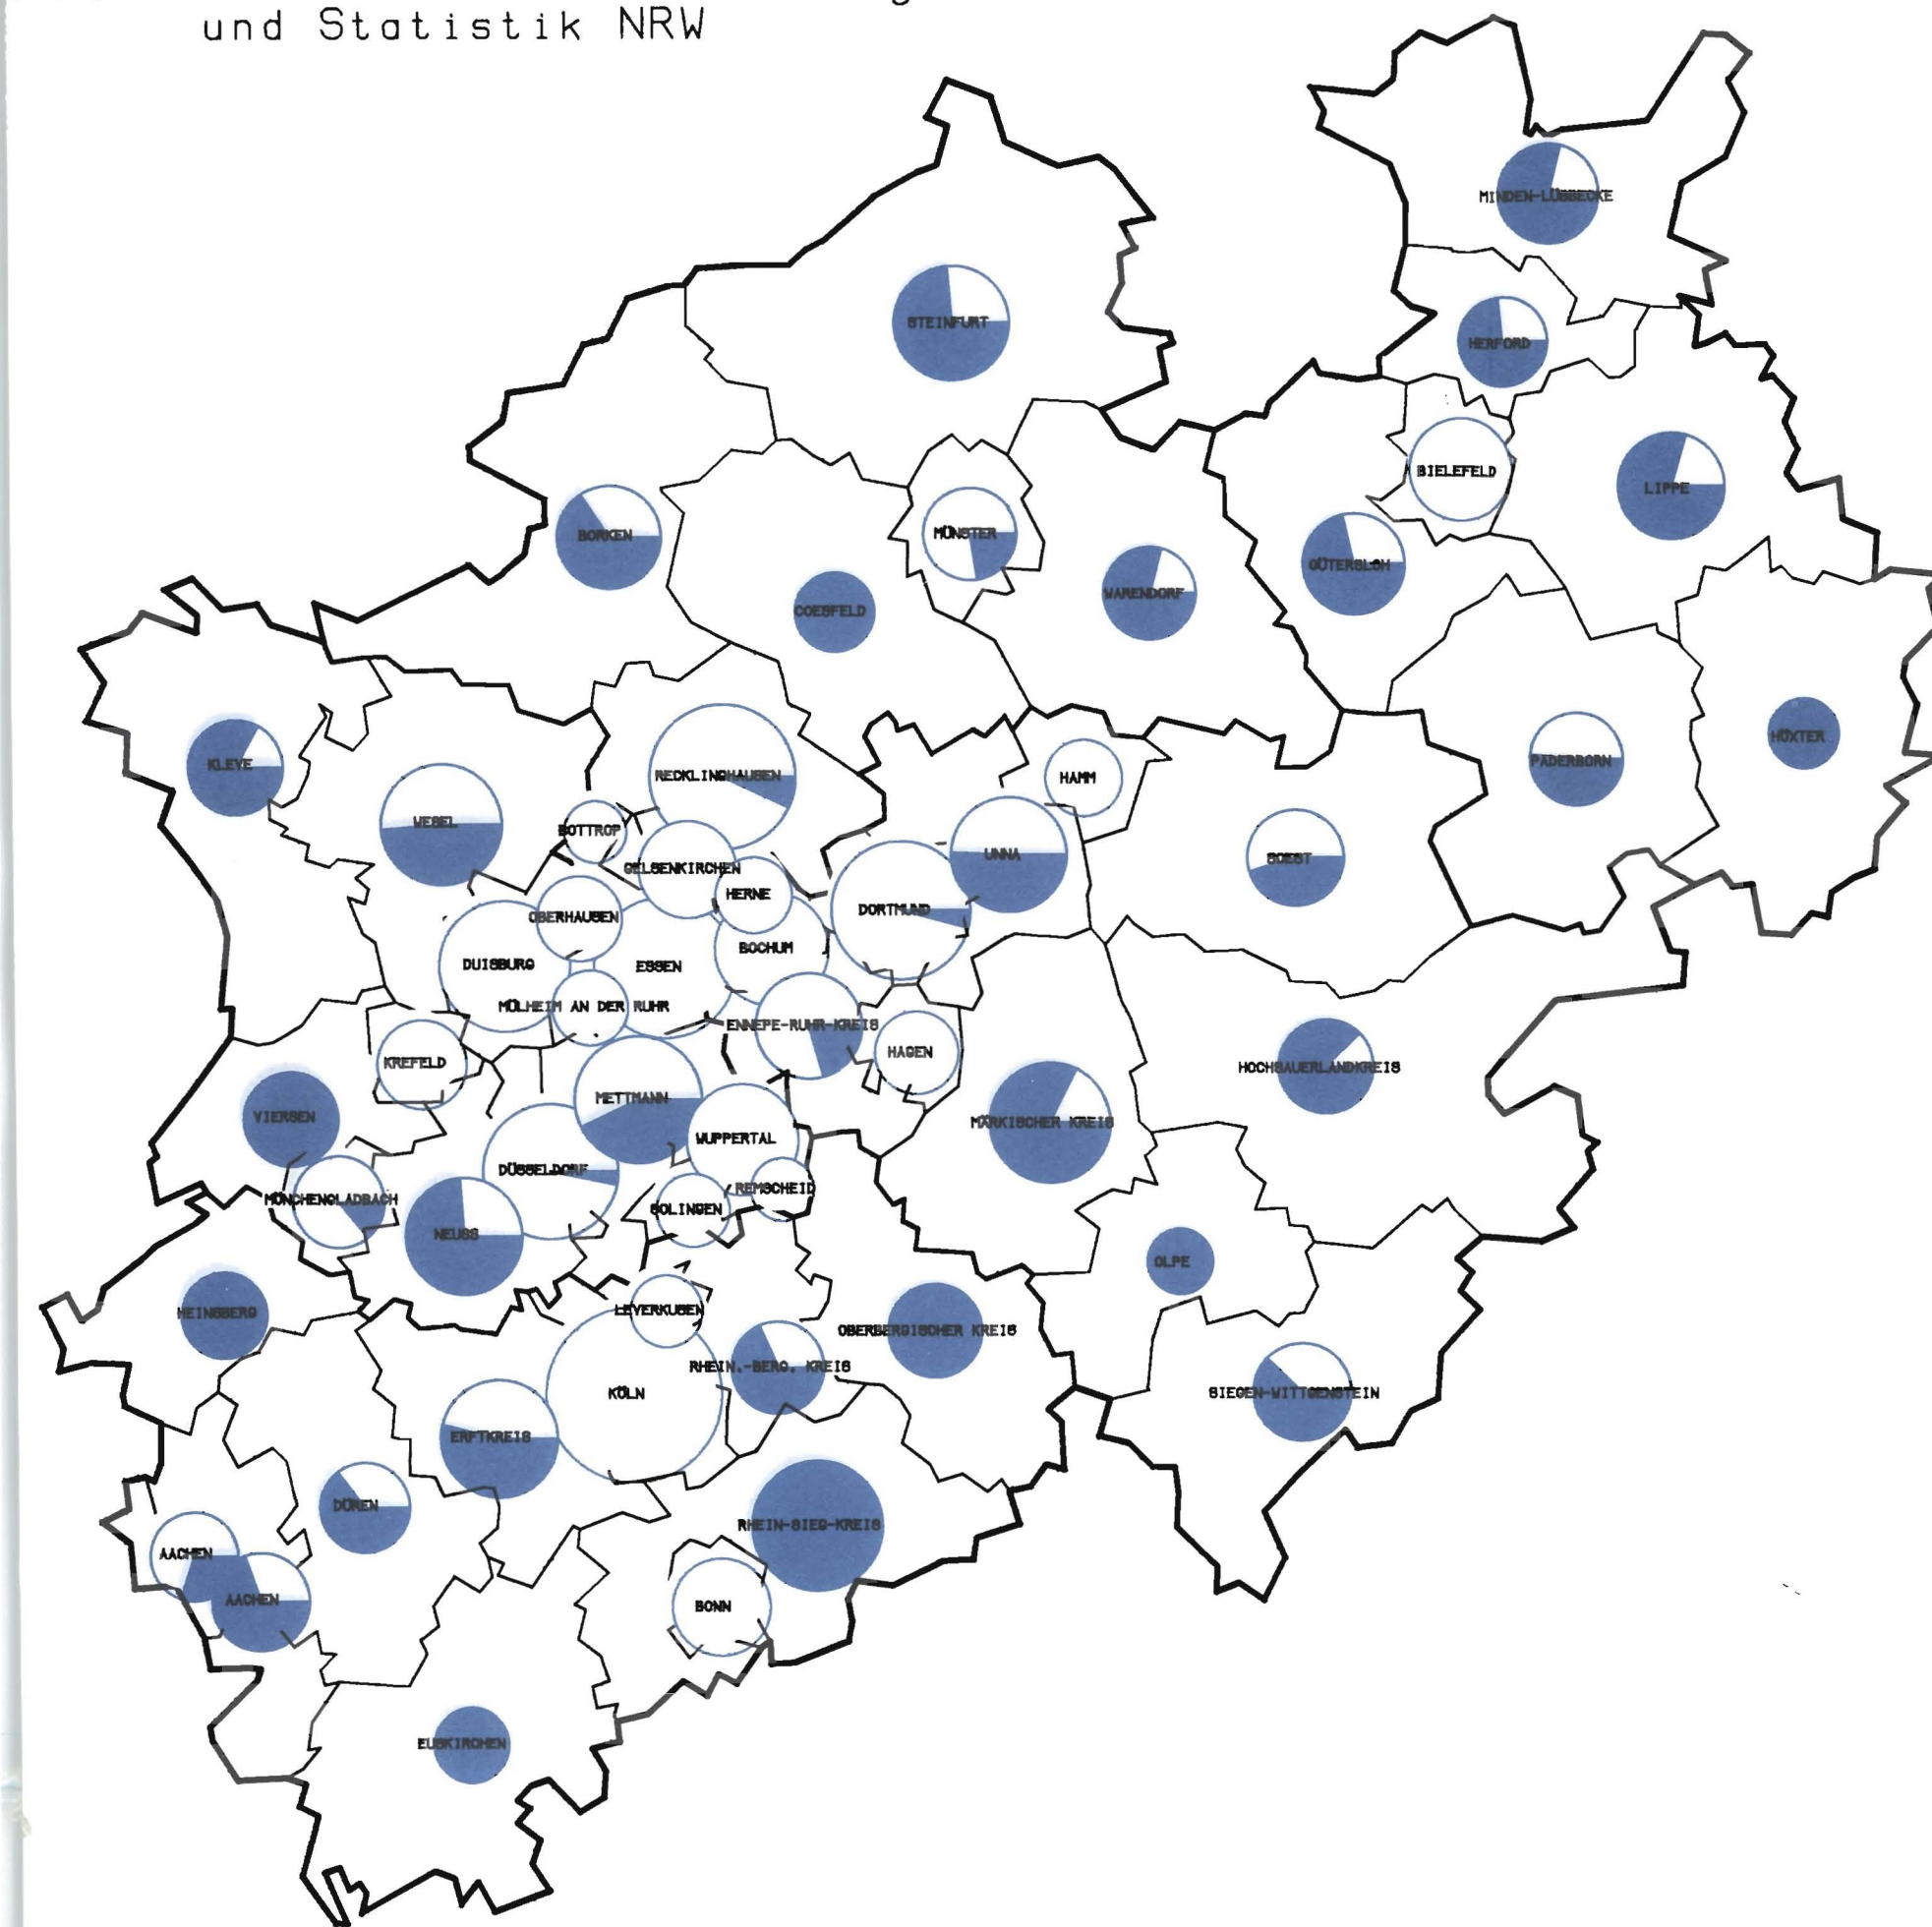 und Statistik NRW
MINDEN-LÜBBECKE
STEINFURT
HERFORD
BIELEFELD
LIPPE
BORKEN
MÜNSTER
GÜTERSLOH
WARENDORF
COESFELD
HÖXTER
PADERBORN
KLEVE
RECKLINGHAUSEN
HAMM
WESEL
BOTTROP
UNNA
SOEST
GELSENKIRCHEN
HERNE
DORTMUND
OBERHAUSEN
BOCHUM
DUISBURG
ESSEN
MÜLHEIM AN DER RUHR
ENNEPE-RUHR-KREIS
HAGEN
KREFELD
HOCHSAUERLANDKREIS
METTMANN
VIERSEN
MÄRKISCHER KREIS
WUPPERTAL
DÜSSELDORF
REMSCHEID
MÖNCHENGLADBACH
SOLINGEN
NEUSS
OLPE
HEINSBERG
LEVERKUSEN
OBERBERGISCHER KREIS
RHEIN.-BERG. KREIS
KÖLN
SIEGEN-WITTGENSTEIN
ERFTKREIS
DÜREN
RHEIN-SIEG-KREIS
AACHEN
AACHEN
BONN
EUSKIRCHEN